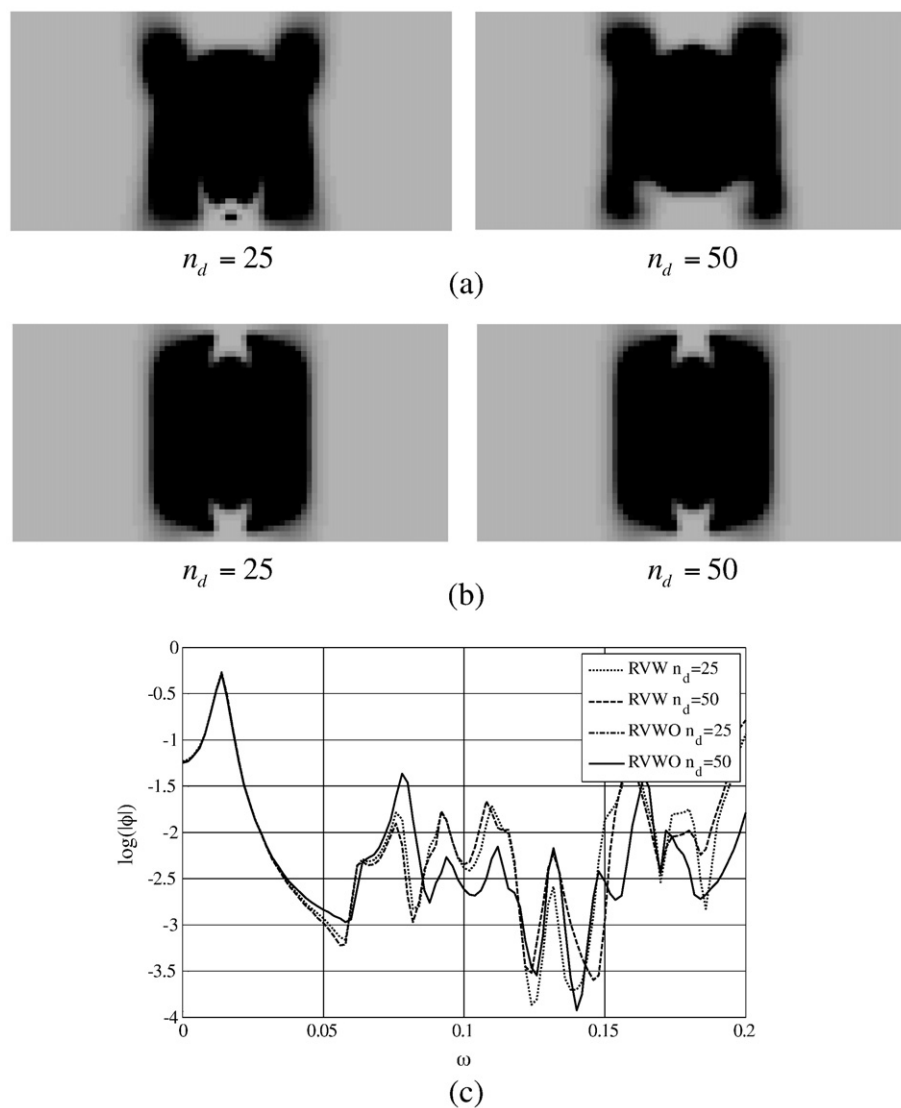 n_d = 25
n_d = 50
(a)
n_d = 25
n_d = 50
(b)
0
-0.5
-1
-1.5
-2
-2.5
-3
-3.5
-4
log(|ϕ|)
RVW n_d=25
RVW n_d=50
RVWO n_d=25
RVWO n_d=50
0
0.05
0.1
0.15
0.2
ω
(c)